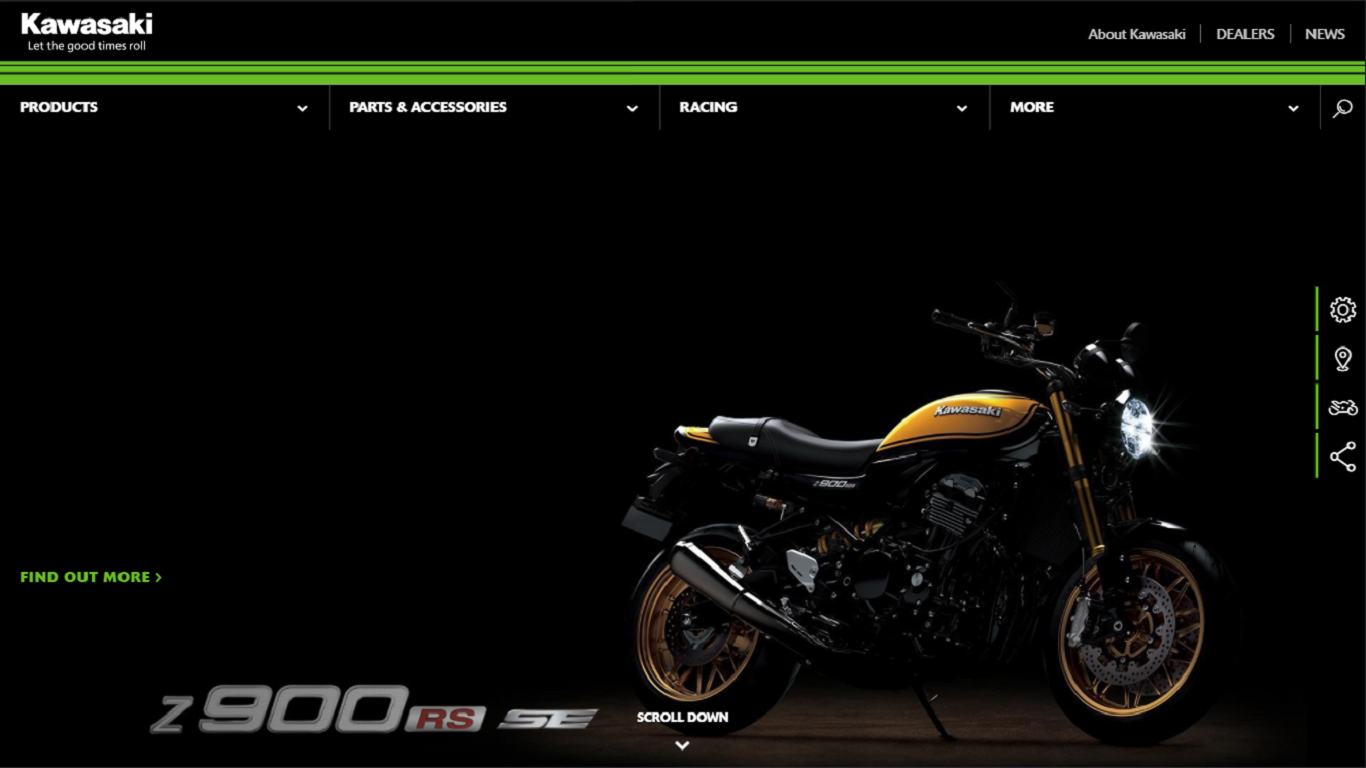 Kawasaki
Let the good times roll
About Kawasaki
DEALERS
NEWS
PRODUCTS
PARTS & ACCESSORIES
RACING
MORE
Kawasaki
Z900RS
FIND OUT MORE
Z900RS SE
SCROLL DOWN